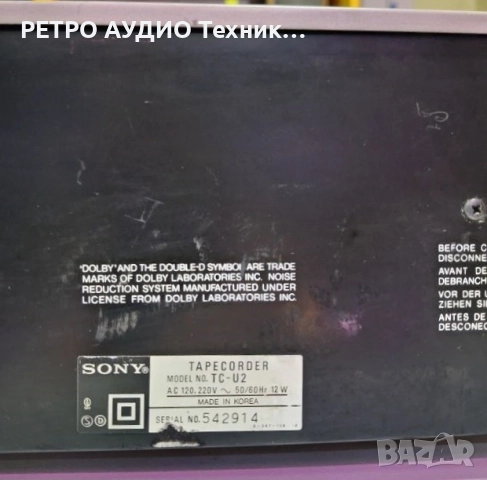 РЕТРО АУДИО Техник...
'DOLBY' AND THE DOUBLE-D SYMBOL ARE TRADE
MARKS OF DOLBY LABORATORIES INC. NOISE
REDUCTION SYSTEM MANUFACTURED UNDER
LICENSE FROM DOLBY LABORATORIES INC.
BEFORE C
DISCONNE
AVANT DE
DEBRANCH
VOR DER
ZIEHEN SI
ANTES DE
DESCONEC
SONY®
TAPECORDER
MODEL NO. TC-U2
AC 120, 220V ~ 50/60Hz 12W
MADE IN KOREA
SERIAL NO. 542914
BAZAR